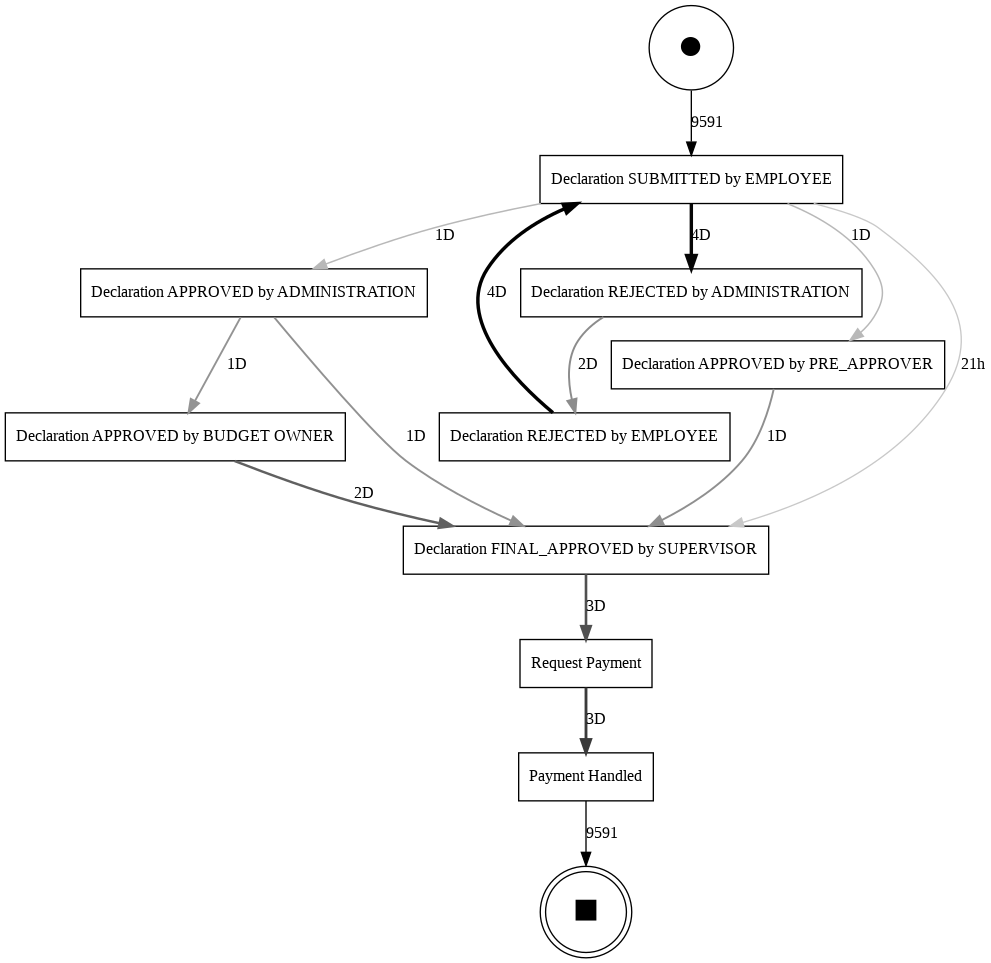 9591
Declaration SUBMITTED by EMPLOYEE
1D
4D
1D
Declaration APPROVED by ADMINISTRATION
4D
Declaration REJECTED by ADMINISTRATION
1D
2D
Declaration APPROVED by PRE_APPROVER
21h
Declaration APPROVED by BUDGET OWNER
1D
Declaration REJECTED by EMPLOYEE
1D
2D
Declaration FINAL_APPROVED by SUPERVISOR
3D
Request Payment
3D
Payment Handled
9591